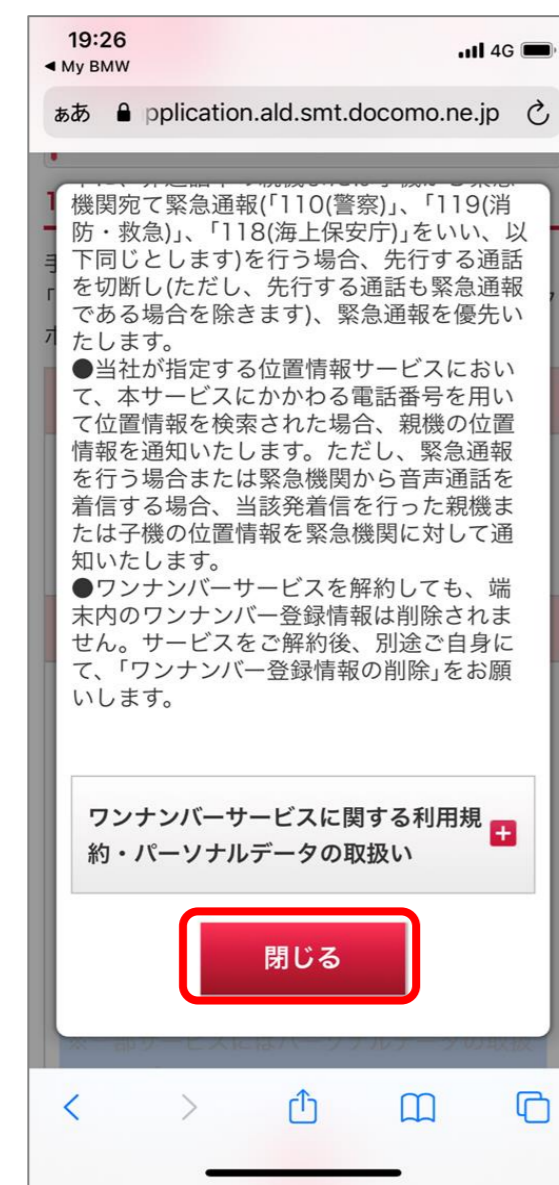 19:26
4G
◀ My BMW
ぁあ pplication.ald.smt.docomo.ne.jp
機関宛て緊急通報(「110(警察)」、「119(消
防・救急)」、「118(海上保安庁)」をいい、以
下同じとします)を行う場合、先行する通話
を切断し(ただし、先行する通話も緊急通報
である場合を除きます)、緊急通報を優先い
たします。
●当社が指定する位置情報サービスにおい
て、本サービスにかかわる電話番号を用い
て位置情報を検索された場合、親機の位置
情報を通知いたします。ただし、緊急通報
を行う場合または緊急機関から音声通話を
着信する場合、当該発着信を行った親機ま
たは子機の位置情報を緊急機関に対して通
知いたします。
●ワンナンバーサービスを解約しても、端
末内のワンナンバー登録情報は削除されま
せん。サービスをご解約後、別途ご自身に
て、「ワンナンバー登録情報の削除」をお願
いします。
ワンナンバーサービスに関する利用規
約・パーソナルデータの取扱い
閉じる